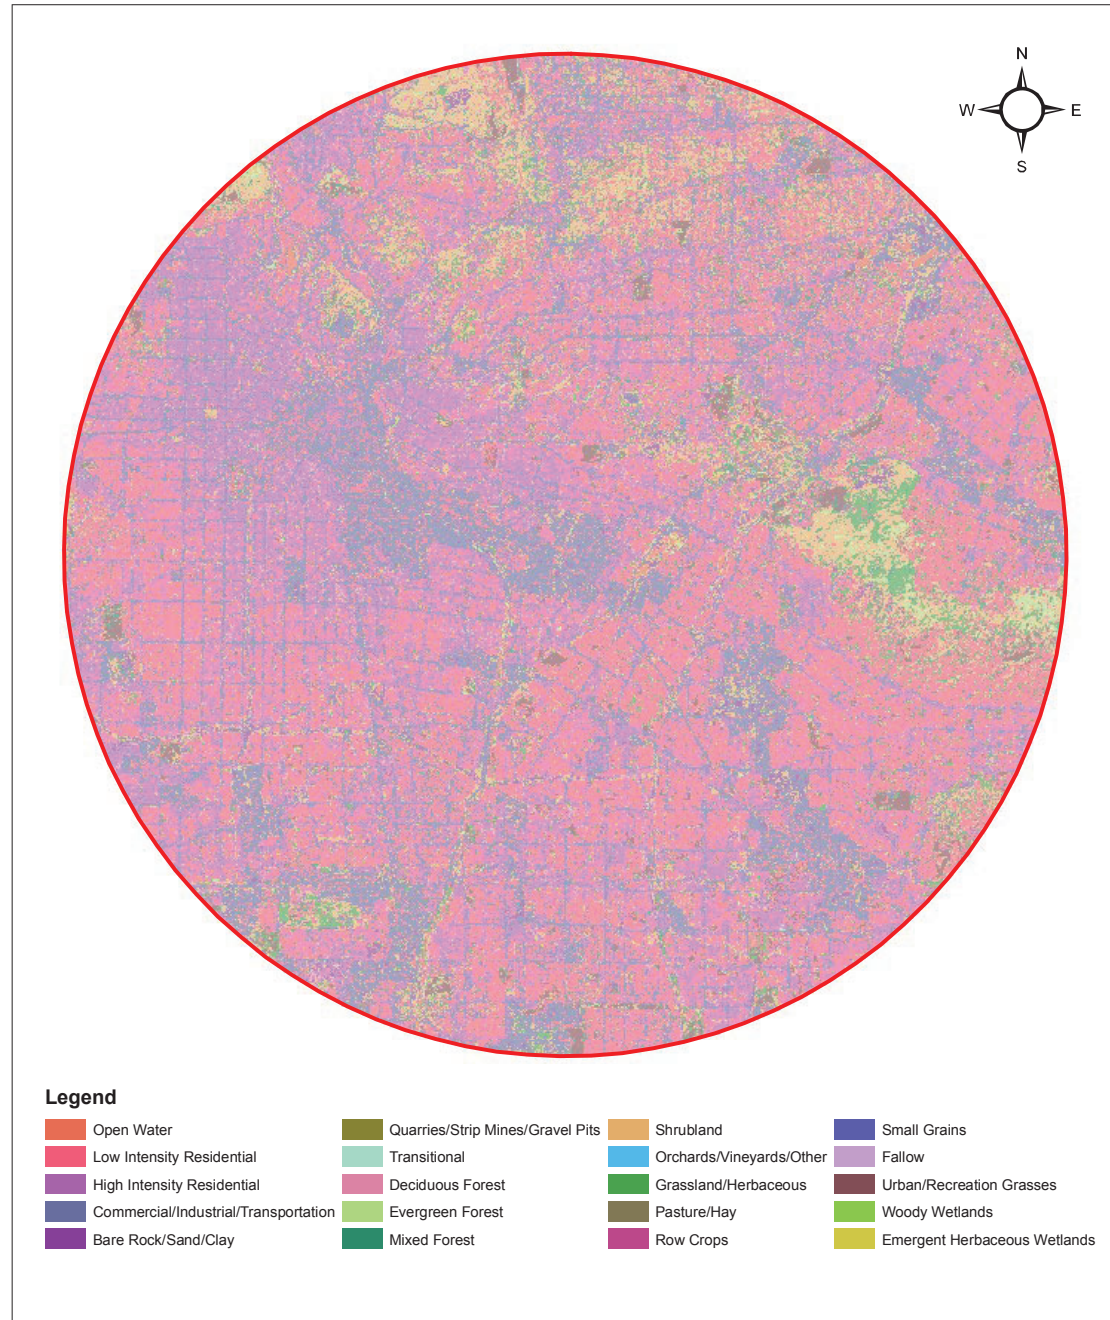 N
W E
S
Legend
Open Water
Low Intensity Residential
High Intensity Residential
Commercial/Industrial/Transportation
Bare Rock/Sand/Clay
Quarries/Strip Mines/Gravel Pits
Transitional
Deciduous Forest
Evergreen Forest
Mixed Forest
Shrubland
Orchards/Vineyards/Other
Grassland/Herbaceous
Pasture/Hay
Row Crops
Small Grains
Fallow
Urban/Recreation Grasses
Woody Wetlands
Emergent Herbaceous Wetlands